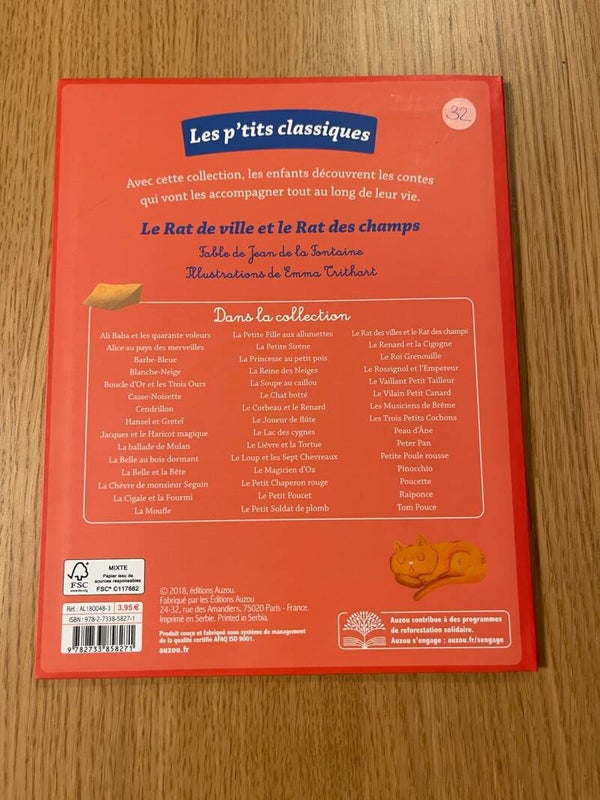 32
Les p'tits classiques
Avec cette collection, les enfants découvrent les contes
qui vont les accompagner tout au long de leur vie.
Le Rat de ville et le Rat des champs
Fable de Jean de la Fontaine
Illustrations de Emma Trithart
Dans la collection
Ali Baba et les quarante voleurs
Alice au pays des merveilles
Barbe-Bleue
Blanche-Neige
Boucle d'Or et les Trois Ours
Casse-Noisette
Cendrillon
Hansel et Gretel
Jacques et le Haricot magique
La ballade de Mulan
La Belle au bois dormant
La Belle et la Bête
La Chèvre de monsieur Seguin
La Cigale et la Fourmi
La Moufle
La Petite Fille aux allumettes
La Petite Sirène
La Princesse au petit pois
La Reine des Neiges
La Soupe au caillou
Le Chat botté
Le Corbeau et le Renard
Le Joueur de flûte
Le Lac des cygnes
Le Lièvre et la Tortue
Le Loup et les Sept Chevreaux
Le Magicien d'Oz
Le Petit Chaperon rouge
Le Petit Poucet
Le Petit Soldat de plomb
Le Rat des villes et le Rat des champs
Le Renard et la Cigogne
Le Roi Grenouille
Le Rossignol et l'Empereur
Le Vaillant Petit Tailleur
Le Vilain Petit Canard
Les Musiciens de Brême
Les Trois Petits Cochons
Peau d'Âne
Peter Pan
Petite Poule rousse
Pinocchio
Poucette
Raiponce
Tom Pouce
FSC
www.fsc.org
MIXTE
Papier issu de
sources responsables
FSC® C117682
Réf. : AL180048-3
3,95 €
ISBN : 978-2-7338-5827-1
9 782733 858271
© 2018, éditions Auzou.
Fabriqué par les Éditions Auzou
24-32, rue des Amandiers, 75020 Paris - France.
Imprimé en Serbie. Printed in Serbia.
Produit conçu et fabriqué sous système de management
de la qualité certifié AFAQ ISO 9001.
auzou.fr
Auzou contribue à des programmes
de reforestation solidaire.
Auzou s'engage : auzou.fr/sengage